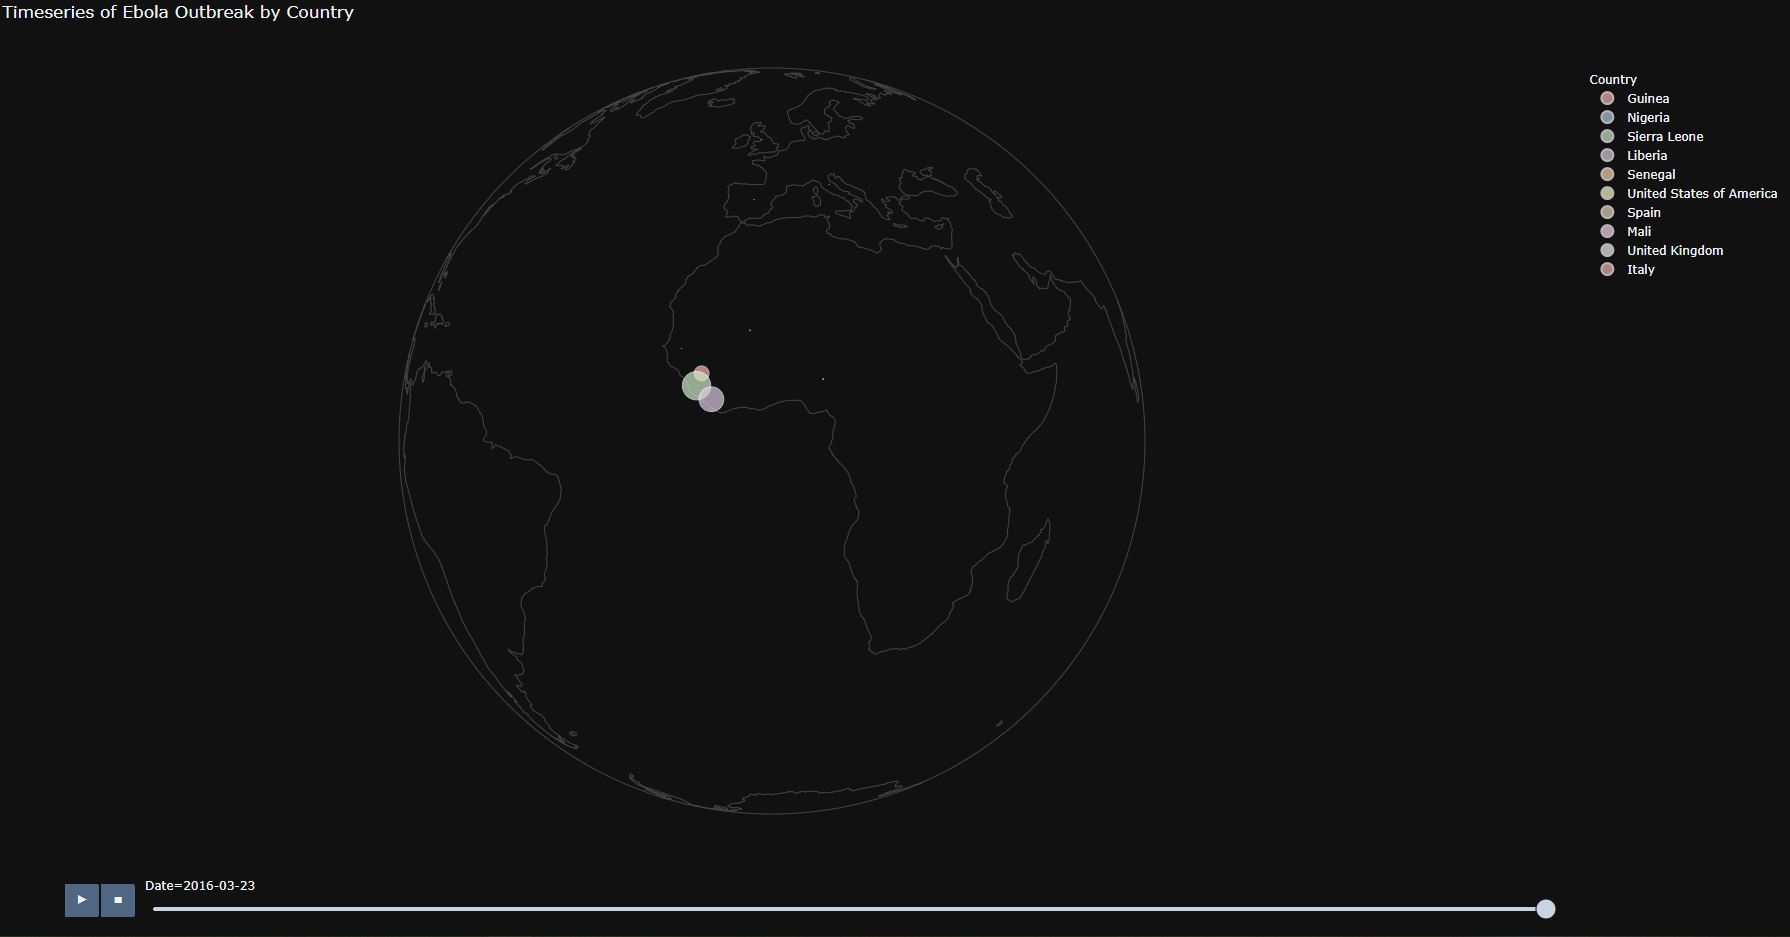 Timeseries of Ebola Outbreak by Country
Country
Guinea
Nigeria
Sierra Leone
Liberia
Senegal
United States of America
Spain
Mali
United Kingdom
Italy
Date=2016-03-23